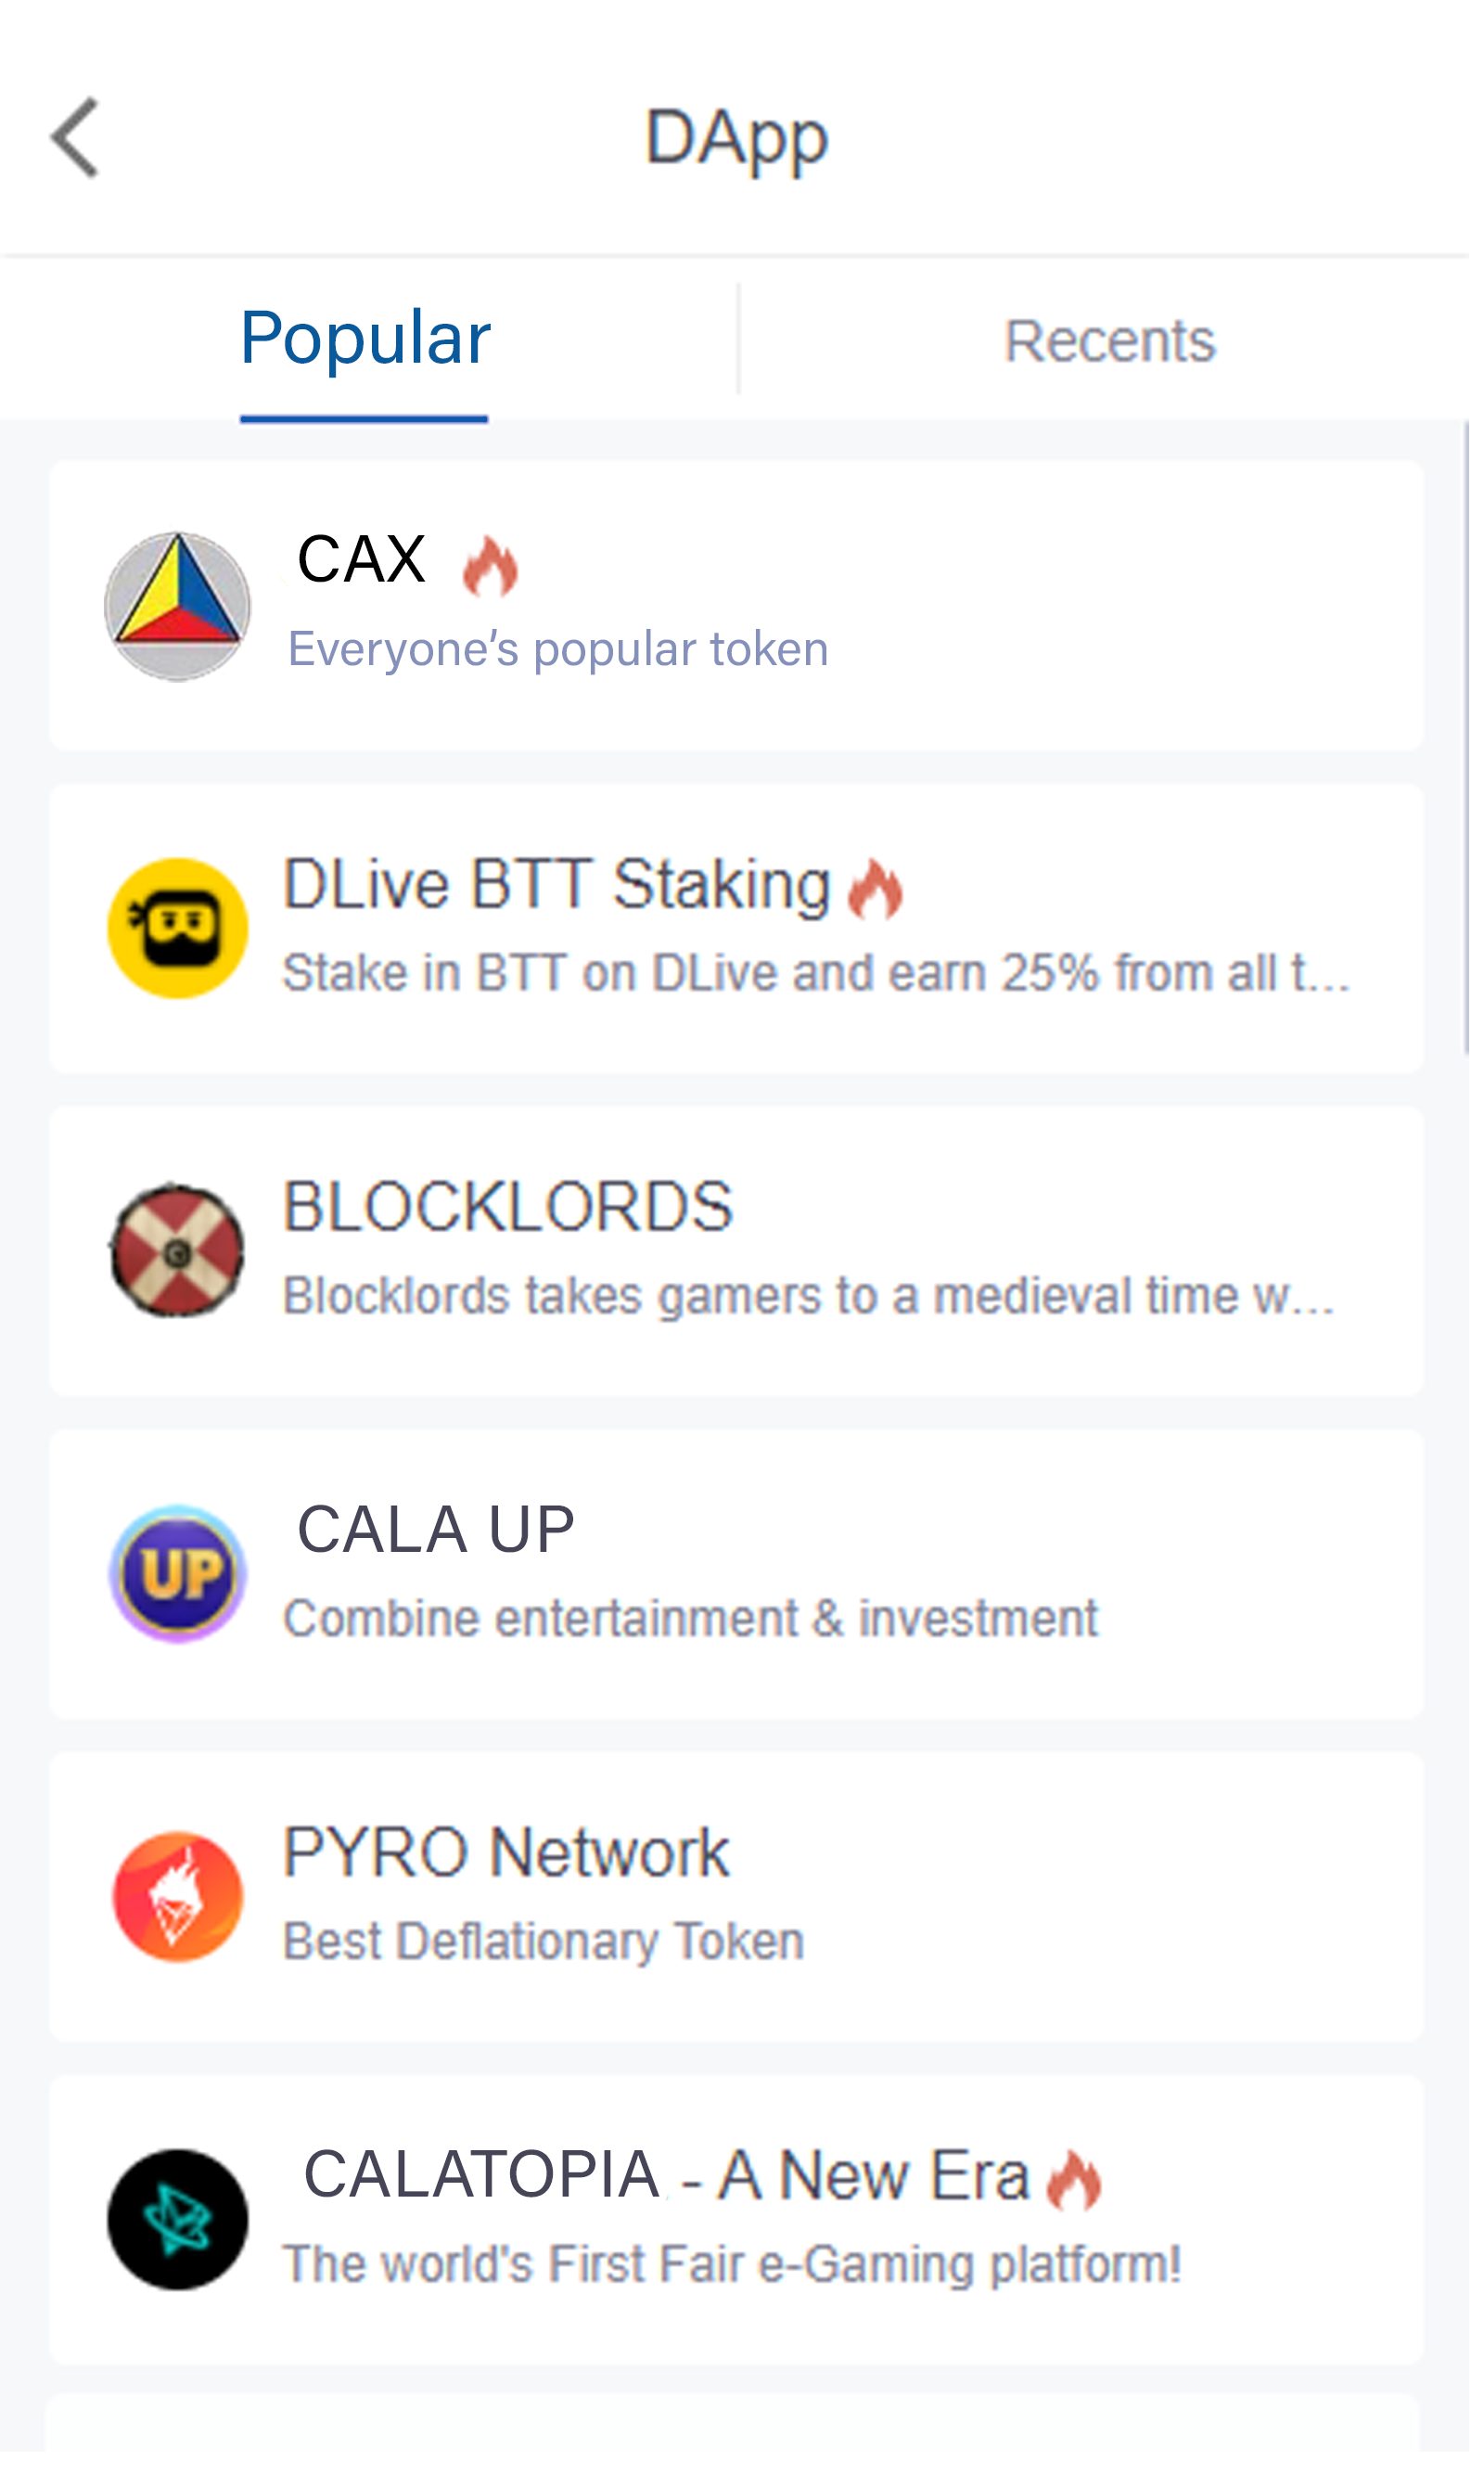 DApp
Popular
Recents
CAX
Everyone's popular token
DLive BTT Staking
Stake in BTT on DLive and earn 25% from all t...
BLOCKLORDS
Blocklords takes gamers to a medieval time w...
CALA UP
UP
Combine entertainment & investment
PYRO Network
Best Deflationary Token
CALATOPIA - A New Era
The world's First Fair e-Gaming platform!